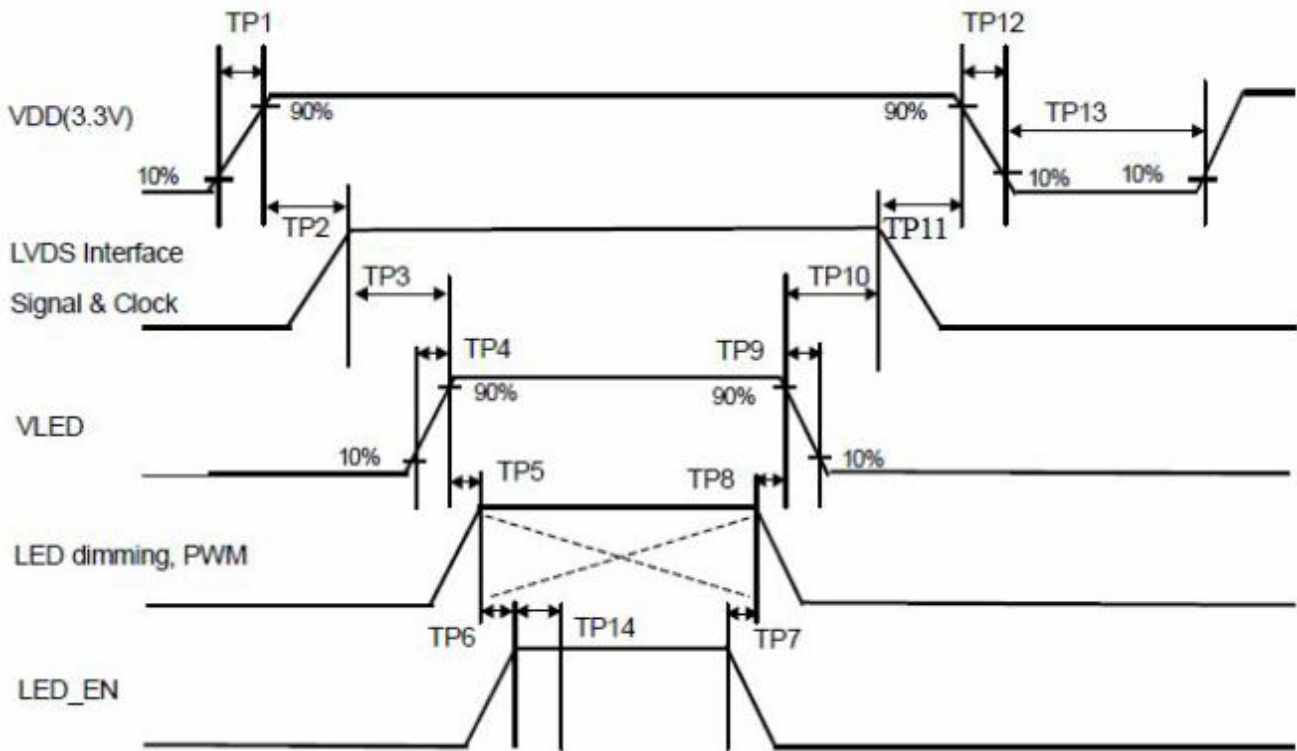 TP1
TP12
VDD(3.3V)
90%
90%
TP13
10%
10%
10%
TP2
TP11
LVDS Interface
Signal & Clock
TP3
TP10
TP4
TP9
90%
90%
VLED
10%
10%
TP5
TP8
LED dimming, PWM
TP6
TP14
TP7
LED_EN